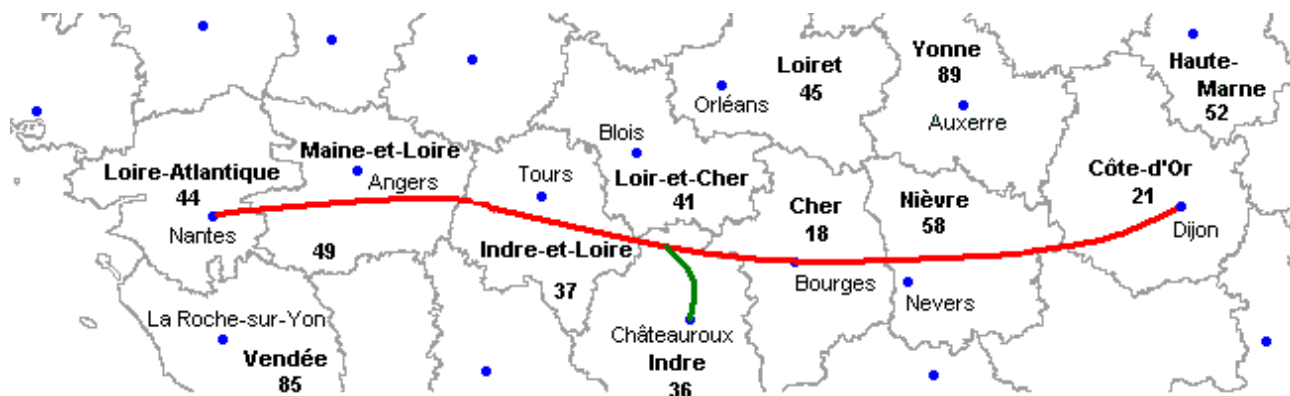 Loiret
45
Orléans
Yonne
89
Auxerre
Haute-
Marne
52
Blois
Loire-Atlantique
44
Nantes
Maine-et-Loire
Angers
49
Tours
Indre-et-Loire
37
Loir-et-Cher
41
Cher
18
Bourges
Nièvre
58
Nevers
Côte-d'Or
21
Dijon
La Roche-sur-Yon
Vendée
85
Châteauroux
Indre
36